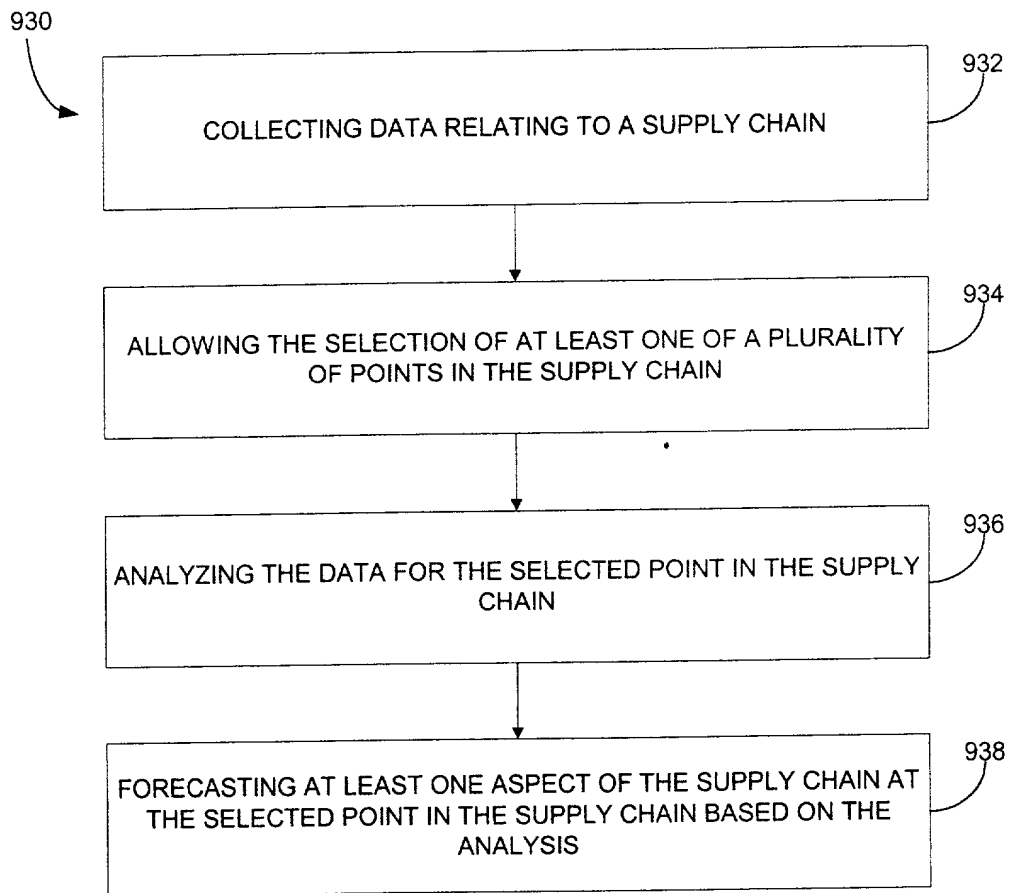 930
932
COLLECTING DATA RELATING TO A SUPPLY CHAIN
934
ALLOWING THE SELECTION OF AT LEAST ONE OF A PLURALITY
OF POINTS IN THE SUPPLY CHAIN
936
ANALYZING THE DATA FOR THE SELECTED POINT IN THE SUPPLY
CHAIN
938
FORECASTING AT LEAST ONE ASPECT OF THE SUPPLY CHAIN AT
THE SELECTED POINT IN THE SUPPLY CHAIN BASED ON THE
ANALYSIS